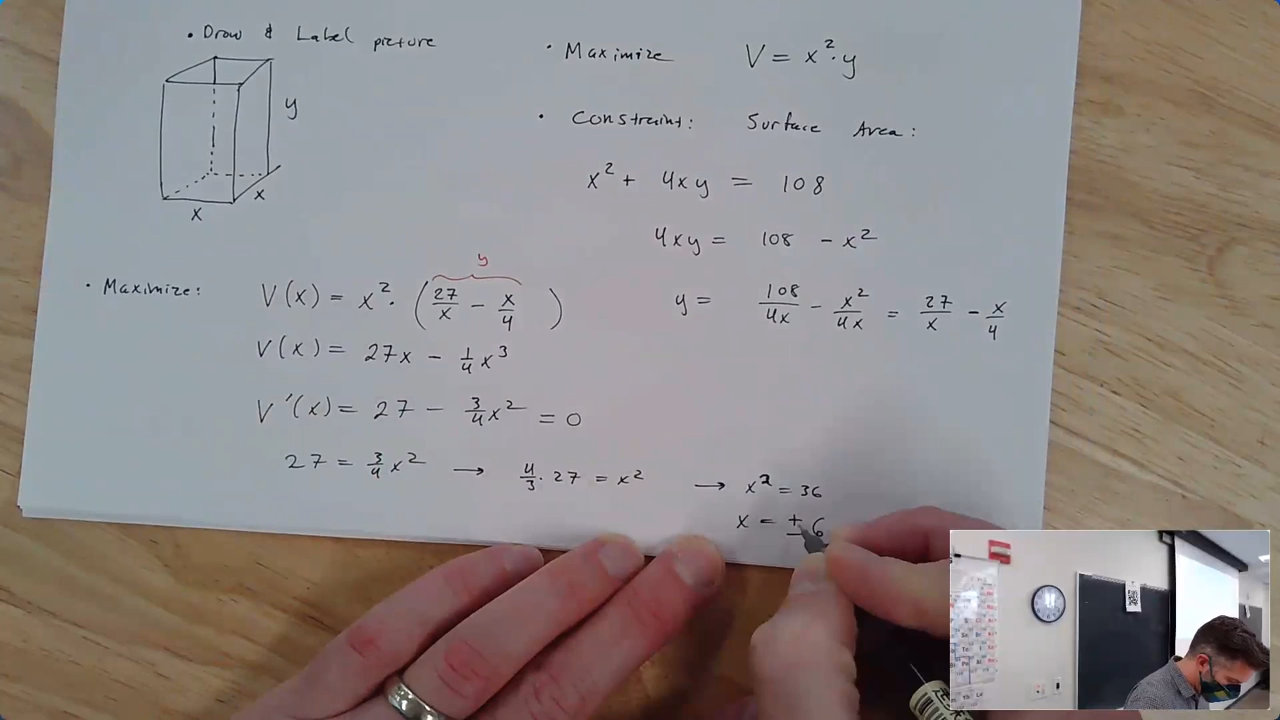 • Draw & Label picture
y
x
x
• Maximize V = x²·y
• Constraint: Surface Area:
x² + 4xy = 108
4xy = 108 - x²
y = 108/4x - x²/4x = 27/x - x/4
y
• Maximize: V(x) = x²· (27/x - x/4)
V(x) = 27x - 1/4 x³
V'(x) = 27 - 3/4 x² = 0
27 = 3/4 x² → 4/3 · 27 = x² → x² = 36
x = ± 6